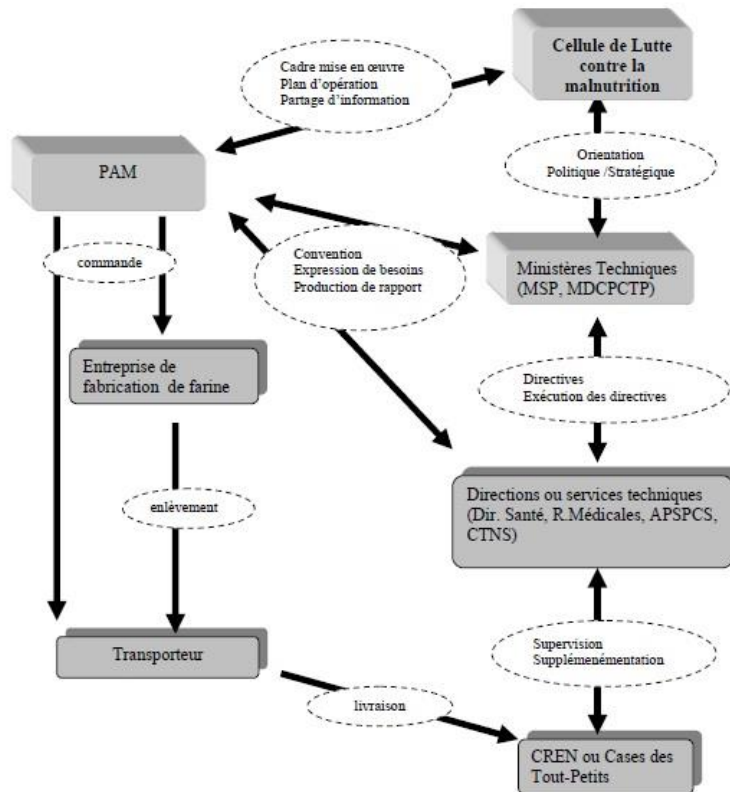 Cellule de Lutte
contre la
malnutrition
Cadre mise en œuvre
Plan d’opération
Partage d’information
Orientation
Politique /Stratégique
PAM
commande
Convention
Expression de besoins
Production de rapport
Ministères Techniques
(MSP, MDCPCTP)
Entreprise de
fabrication de farine
Directives
Exécution des directives
enlèvement
Directions ou services techniques
(Dir. Santé, R.Médicales, APSPCS,
CTNS)
Transporteur
Supervision
Supplémenémentation
livraison
CREN ou Cases des
Tout-Petits